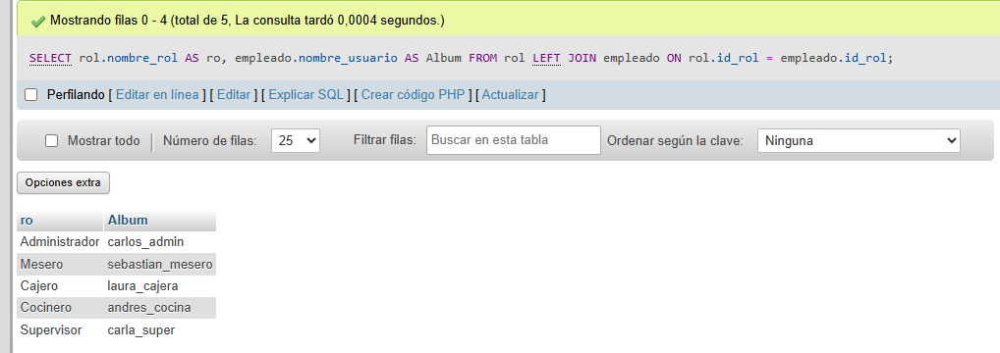 Mostrando filas 0 - 4 (total de 5, La consulta tardó 0,0004 segundos.)
SELECT rol.nombre_rol AS ro, empleado.nombre_usuario AS Album FROM rol LEFT JOIN empleado ON rol.id_rol = empleado.id_rol;
Perfilando [ Editar en línea ] [ Editar ] [ Explicar SQL ] [ Crear código PHP ] [ Actualizar ]
Mostrar todo | Número de filas: 25 Filtrar filas: Buscar en esta tabla Ordenar según la clave: Ninguna
Opciones extra
ro Album
Administrador carlos_admin
Mesero sebastian_mesero
Cajero laura_cajera
Cocinero andres_cocina
Supervisor carla_super